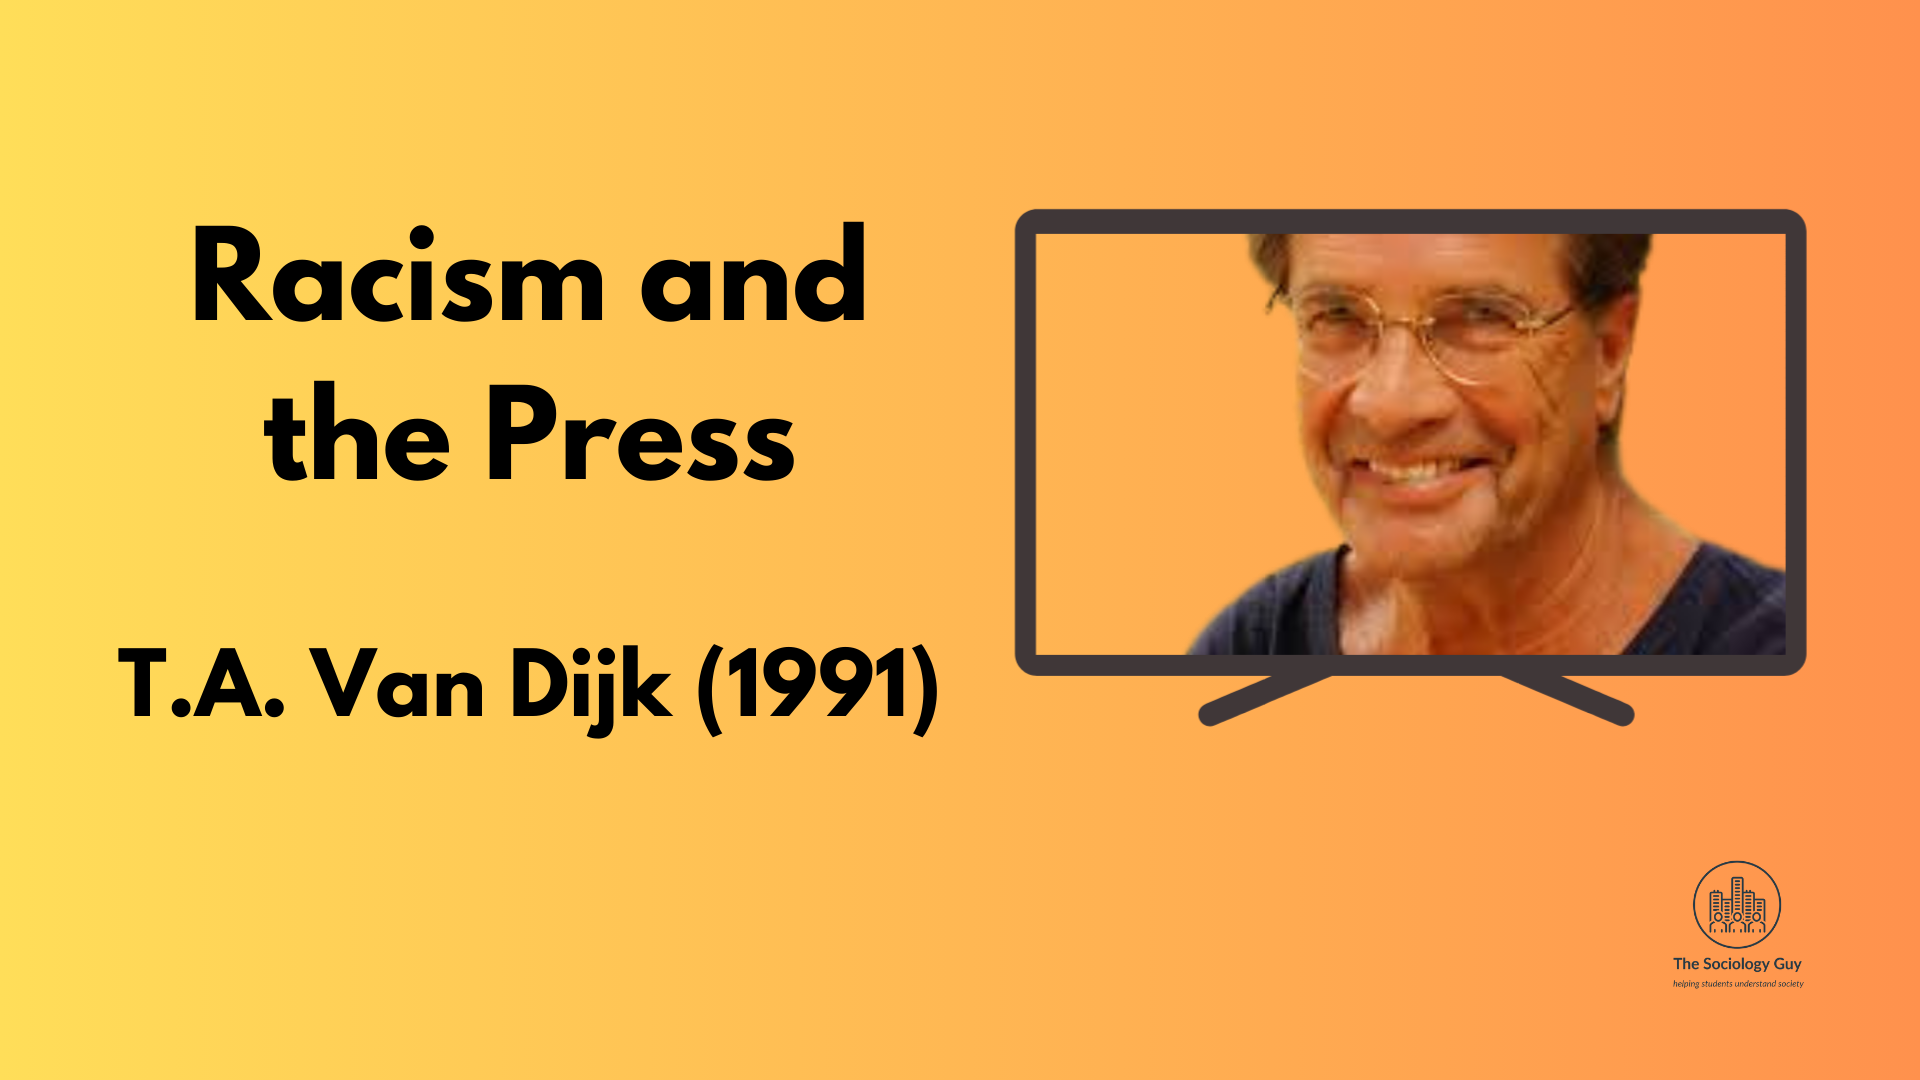 Racism and
the Press
T.A. Van Dijk (1991)
The Sociology Guy
helping students understand society